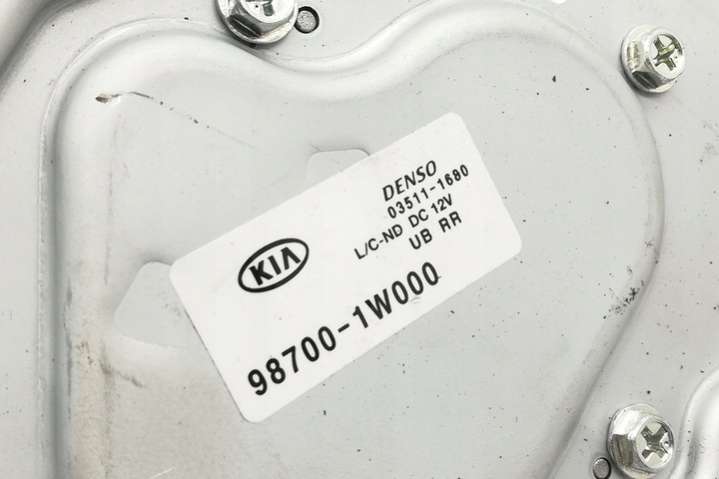 DENSO
03511-1680
L/C-ND DC 12V
UB RR
KIA
98700-1W000